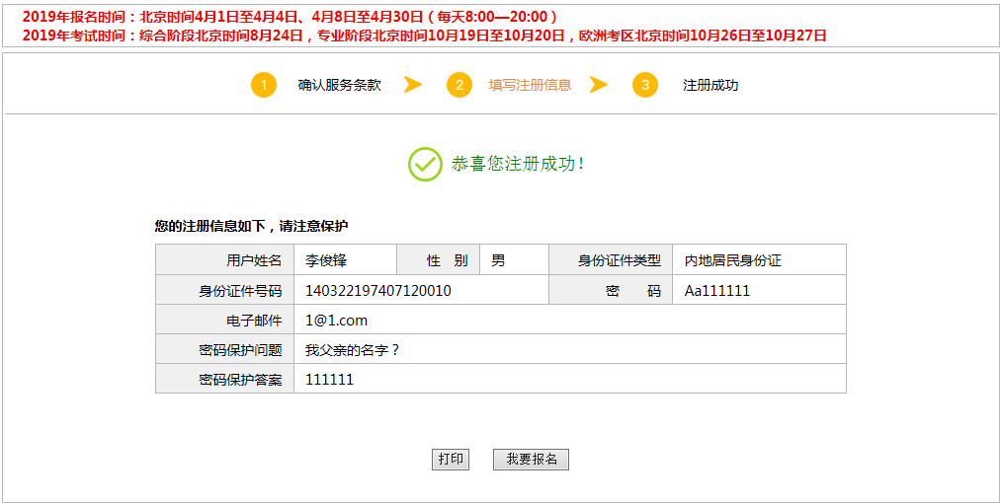 2019年报名时间：北京时间4月1日至4月4日、4月8日至4月30日（每天8:00—20:00）
2019年考试时间：综合阶段北京时间8月24日，专业阶段北京时间10月19日至10月20日，欧洲考区北京时间10月26日至10月27日
1 确认服务条款 2 填写注册信息 3 注册成功
恭喜您注册成功！
您的注册信息如下，请注意保护
用户姓名 李俊锋 性 别 男 身份证件类型 内地居民身份证
身份证件号码 140322197407120010 密 码 Aa111111
电子邮件 1@1.com
密码保护问题 我父亲的名字？
密码保护答案 111111
打印 我要报名